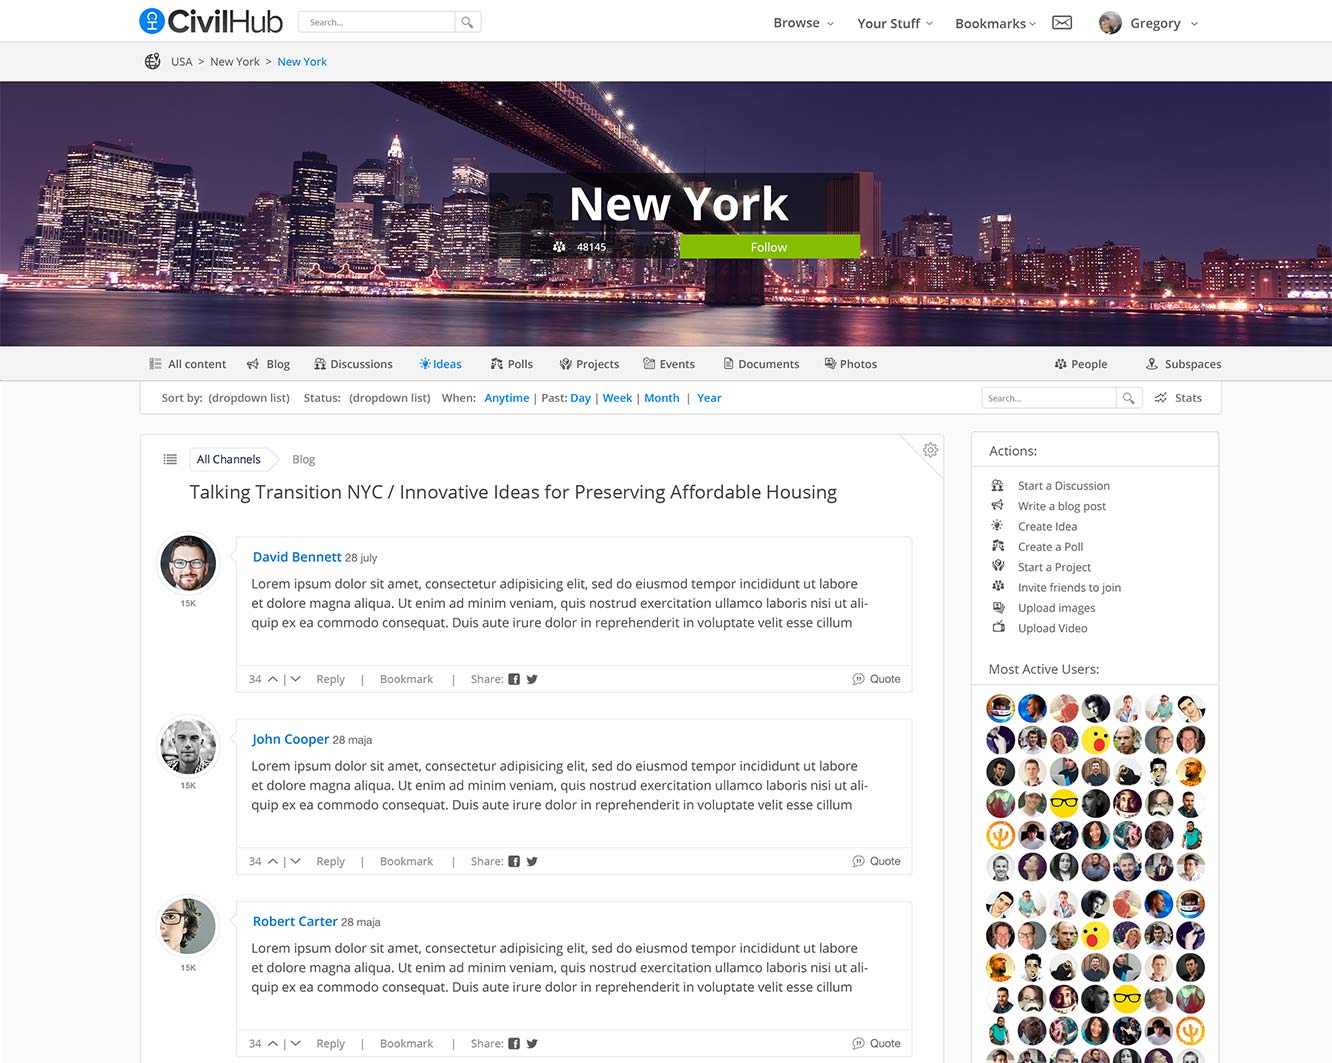 CivilHub Search... Browse Your Stuff Bookmarks Gregory
USA > New York > New York
New York
48145 Follow
All content Blog Discussions Ideas Polls Projects Events Documents Photos People Subspaces
Sort by: (dropdown list) Status: (dropdown list) When: Anytime | Past: Day | Week | Month | Year Search... Stats
All Channels Blog
Talking Transition NYC / Innovative Ideas for Preserving Affordable Housing
David Bennett 28 july
Lorem ipsum dolor sit amet, consectetur adipisicing elit, sed do eiusmod tempor incididunt ut labore
et dolore magna aliqua. Ut enim ad minim veniam, quis nostrud exercitation ullamco laboris nisi ut ali-
quip ex ea commodo consequat. Duis aute irure dolor in reprehenderit in voluptate velit esse cillum
15K
34 | Reply | Bookmark | Share: Quote
John Cooper 28 maja
Lorem ipsum dolor sit amet, consectetur adipisicing elit, sed do eiusmod tempor incididunt ut labore
et dolore magna aliqua. Ut enim ad minim veniam, quis nostrud exercitation ullamco laboris nisi ut ali-
quip ex ea commodo consequat. Duis aute irure dolor in reprehenderit in voluptate velit esse cillum
15K
34 | Reply | Bookmark | Share: Quote
Robert Carter 28 maja
Lorem ipsum dolor sit amet, consectetur adipisicing elit, sed do eiusmod tempor incididunt ut labore
et dolore magna aliqua. Ut enim ad minim veniam, quis nostrud exercitation ullamco laboris nisi ut ali-
quip ex ea commodo consequat. Duis aute irure dolor in reprehenderit in voluptate velit esse cillum
15K
34 | Reply | Bookmark | Share: Quote
Actions:
Start a Discussion
Write a blog post
Create Idea
Create a Poll
Start a Project
Invite friends to join
Upload images
Upload Video
Most Active Users: